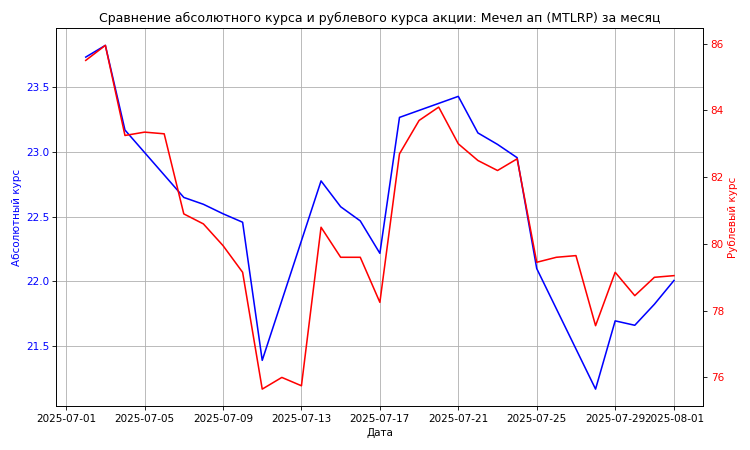 Сравнение абсолютного курса и рублевого курса акции: Мечел ап (MTLRP) за месяц
Абсолютный курс
23.5
23.0
22.5
22.0
21.5
86
84
82
80
78
76
Рублевый курс
2025-07-01 2025-07-05 2025-07-09 2025-07-13 2025-07-17 2025-07-21 2025-07-25 2025-07-29 2025-08-01
Дата